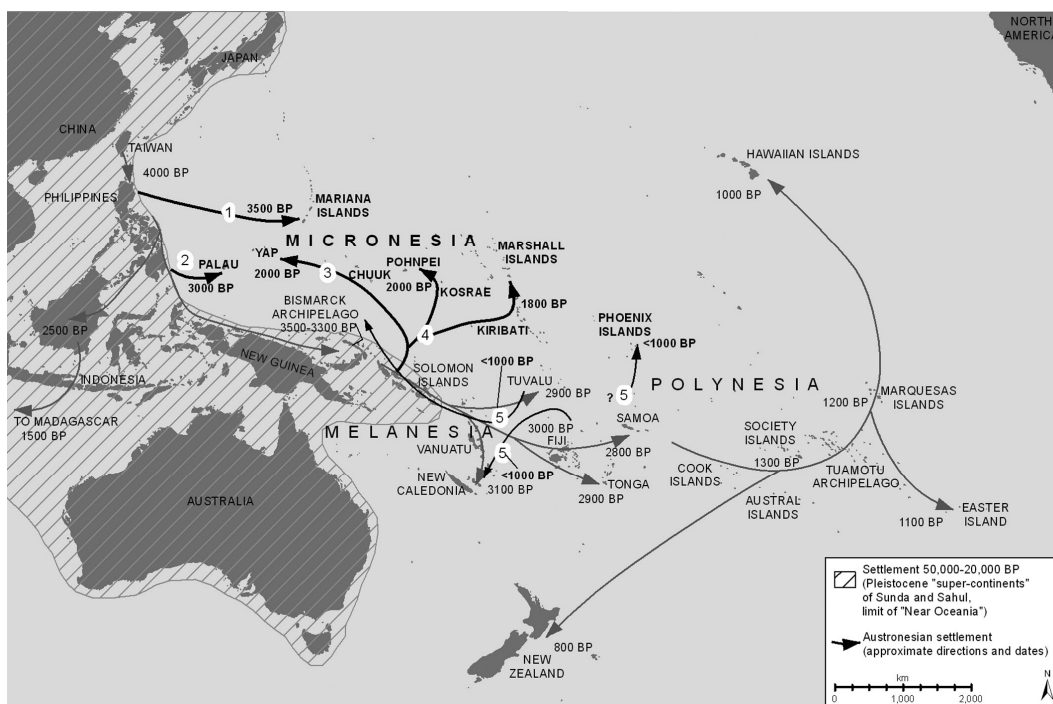 NORTH
AMERICA
JAPAN
CHINA
TAIWAN
4000 BP
HAWAIIAN ISLANDS
1000 BP
PHILIPPINES
1
3500 BP
MARIANA
ISLANDS
MICRONESIA
2
PALAU
3000 BP
YAP
2000 BP
3
CHUUK
POHNPEI
2000 BP
KOSRAE
MARSHALL
ISLANDS
1800 BP
BISMARCK
ARCHIPELAGO
3500-3300 BP
4
KIRIBATI
PHOENIX
ISLANDS
<1000 BP
2500 BP
NEW GUINEA
INDONESIA
SOLOMON
ISLANDS
<1000 BP
TUVALU
2900 BP
? 5
POLYNESIA
TO MADAGASCAR
1500 BP
5
SAMOA
1200 BP
MARQUESAS
ISLANDS
MELANESIA
3000 BP
FIJI
2800 BP
VANUATU
5
<1000 BP
SOCIETY
ISLANDS
1300 BP
NEW
CALEDONIA
3100 BP
TONGA
2900 BP
COOK
ISLANDS
TUAMOTU
ARCHIPELAGO
AUSTRAL
ISLANDS
1100 BP
EASTER
ISLAND
AUSTRALIA
800 BP
NEW
ZEALAND
Settlement 50,000-20,000 BP
(Pleistocene "super-continents"
of Sunda and Sahul,
limit of "Near Oceania")
Austronesian settlement
(approximate directions and dates)
km
0 1,000 2,000
N